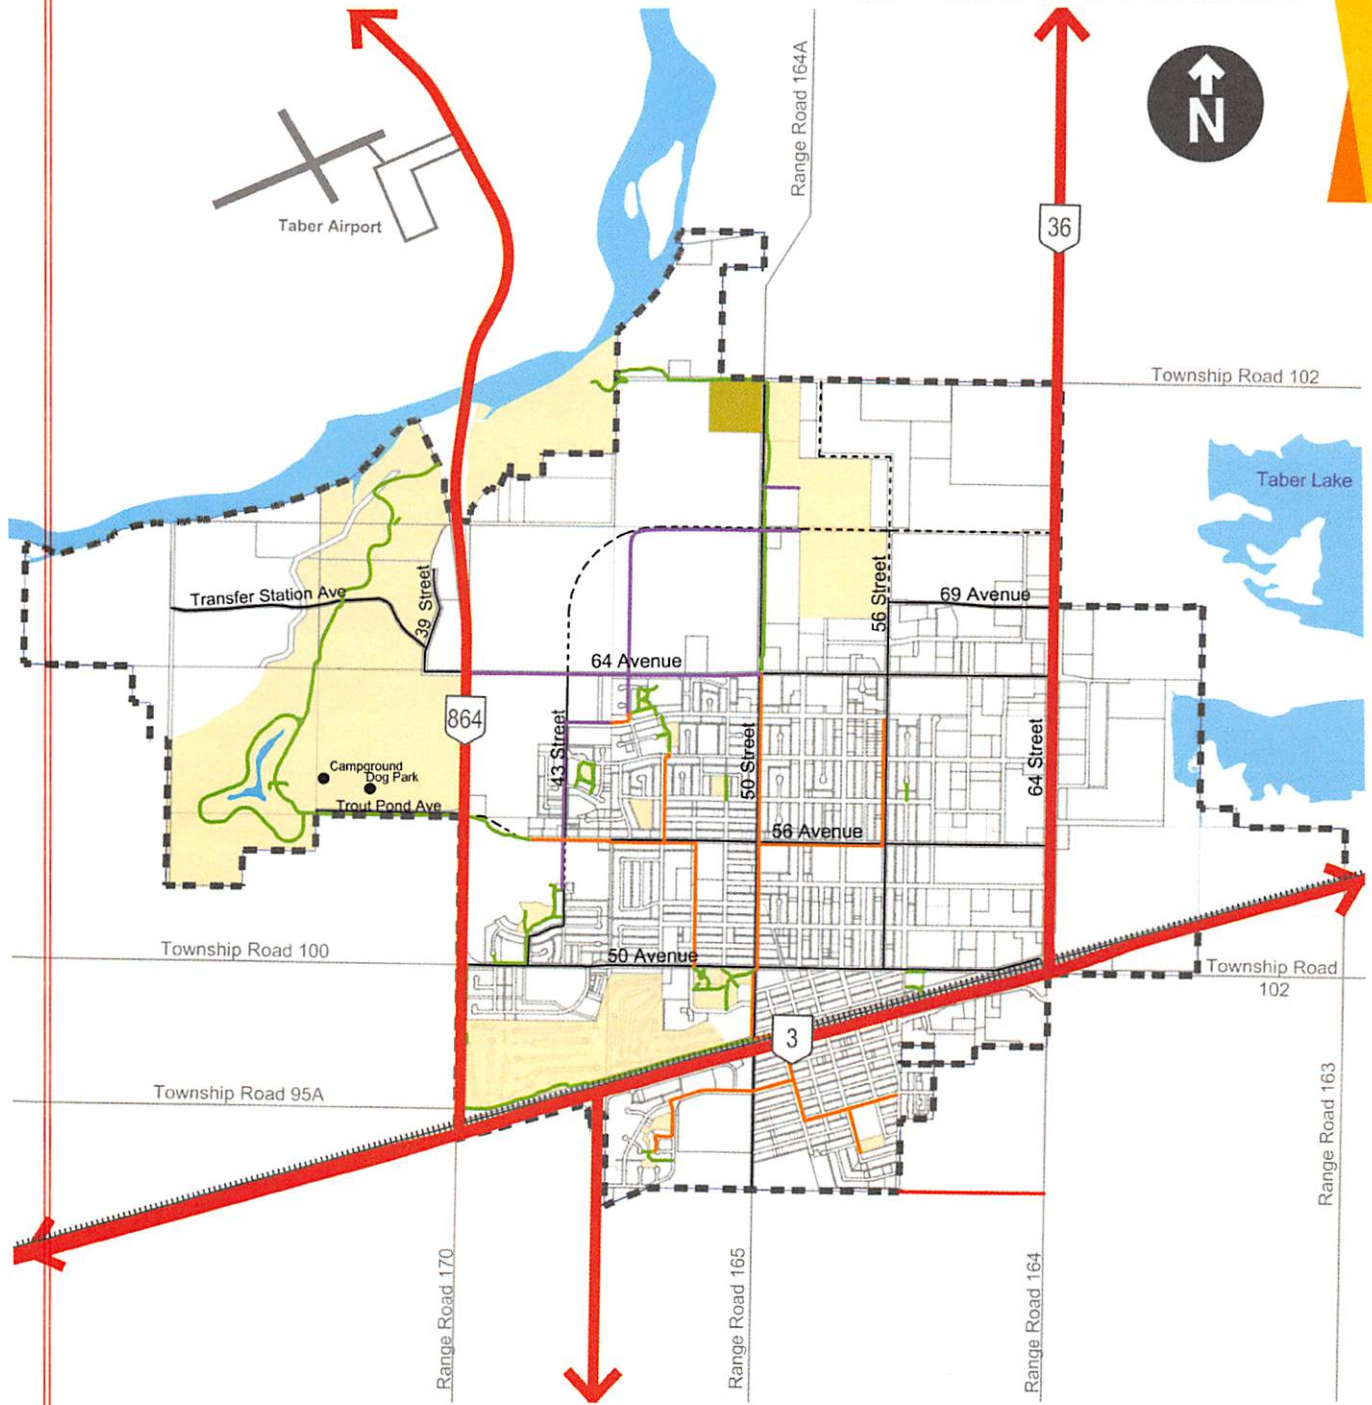 Range Road 164A
N
Taber Airport
36
Township Road 102
Taber Lake
Transfer Station Ave
39 Street
56 Street
69 Avenue
64 Avenue
864
43 Street
50 Street
64 Street
Campground
Dog Park
Trout Pond Ave
56 Avenue
Township Road 100
50 Avenue
Township Road
102
3
Township Road 95A
Range Road 163
Range Road 170
Range Road 165
Range Road 164